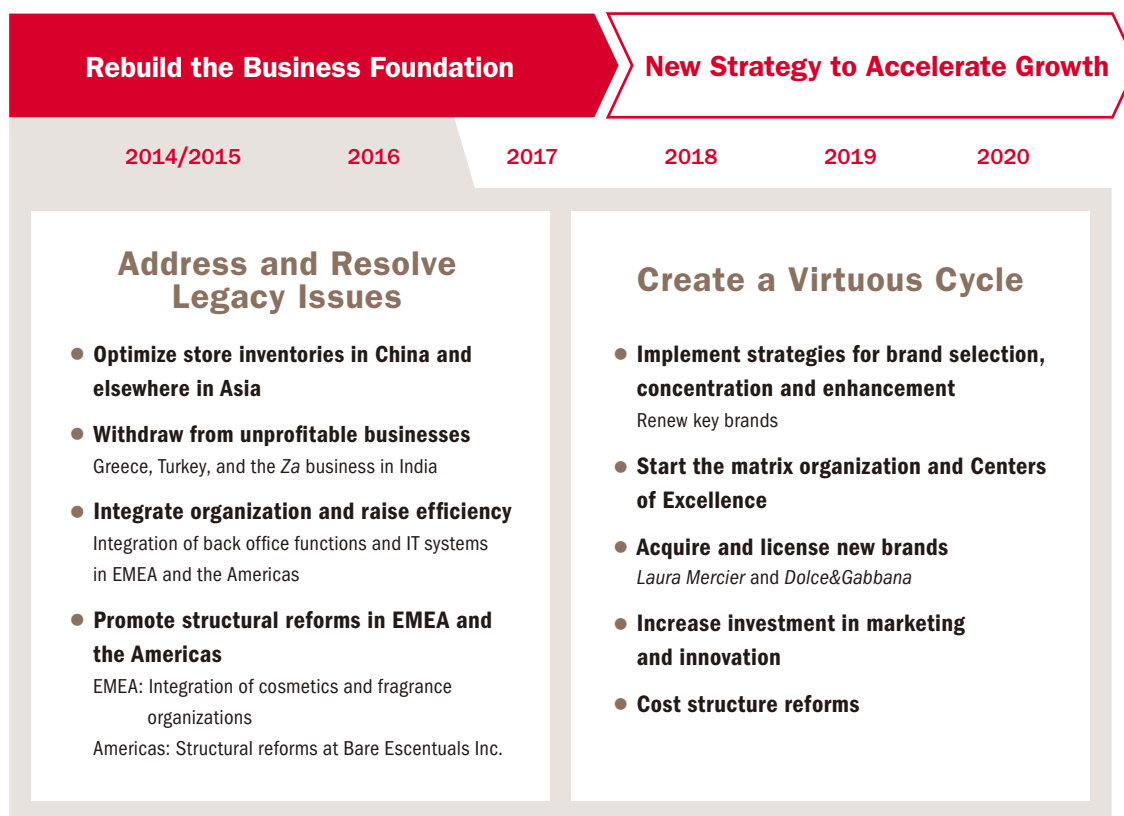 Rebuild the Business Foundation
New Strategy to Accelerate Growth
2014/2015
2016
2017
2018
2019
2020
Address and Resolve
Legacy Issues
● Optimize store inventories in China and
elsewhere in Asia
● Withdraw from unprofitable businesses
Greece, Turkey, and the Za business in India
● Integrate organization and raise efficiency
Integration of back office functions and IT systems
in EMEA and the Americas
● Promote structural reforms in EMEA and
the Americas
EMEA: Integration of cosmetics and fragrance
organizations
Americas: Structural reforms at Bare Escentuals Inc.
Create a Virtuous Cycle
● Implement strategies for brand selection,
concentration and enhancement
Renew key brands
● Start the matrix organization and Centers
of Excellence
● Acquire and license new brands
Laura Mercier and Dolce&Gabbana
● Increase investment in marketing
and innovation
● Cost structure reforms